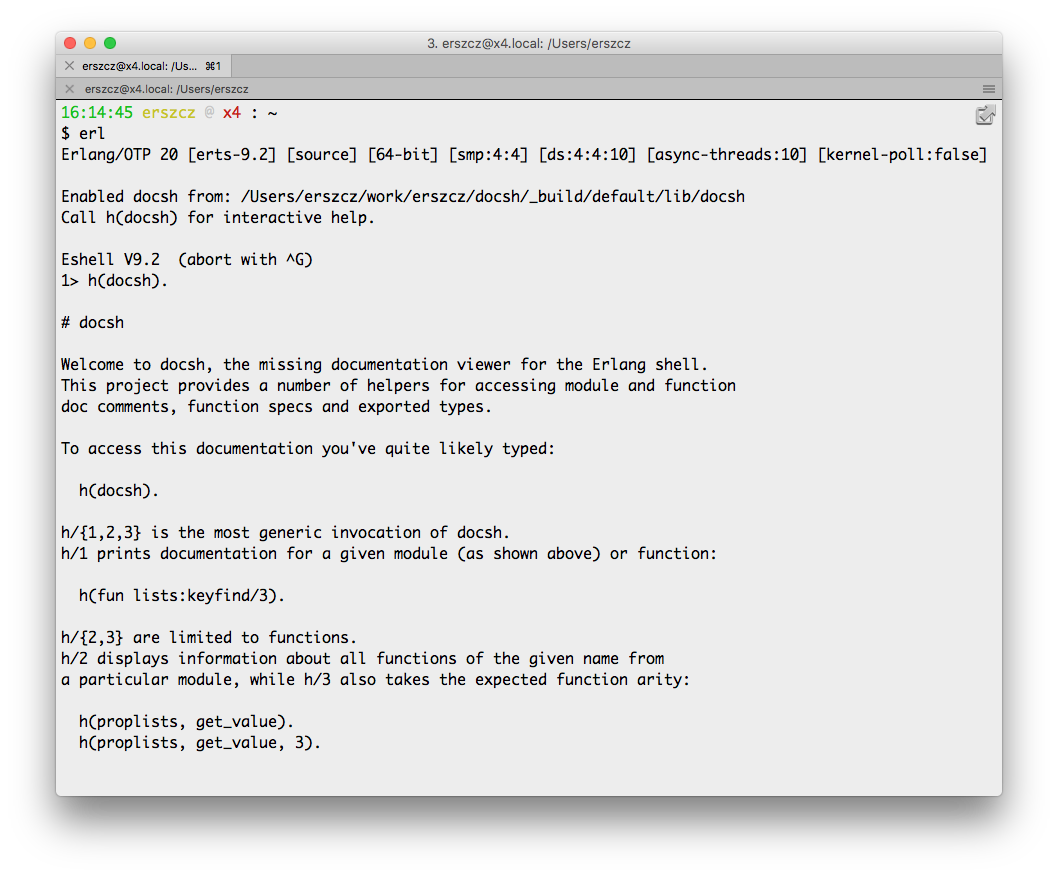 3. erszcz@x4.local: /Users/erszcz
erszcz@x4.local: /Us... ⌘1
erszcz@x4.local: /Users/erszcz
16:14:45 erszcz @ x4 : ~
$ erl
Erlang/OTP 20 [erts-9.2] [source] [64-bit] [smp:4:4] [ds:4:4:10] [async-threads:10] [kernel-poll:false]

Enabled docsh from: /Users/erszcz/work/erszcz/docsh/_build/default/lib/docsh
Call h(docsh) for interactive help.

Eshell V9.2  (abort with ^G)
1> h(docsh).

# docsh

Welcome to docsh, the missing documentation viewer for the Erlang shell.
This project provides a number of helpers for accessing module and function
doc comments, function specs and exported types.

To access this documentation you've quite likely typed:

  h(docsh).

h/{1,2,3} is the most generic invocation of docsh.
h/1 prints documentation for a given module (as shown above) or function:

  h(fun lists:keyfind/3).

h/{2,3} are limited to functions.
h/2 displays information about all functions of the given name from
a particular module, while h/3 also takes the expected function arity:

  h(proplists, get_value).
  h(proplists, get_value, 3).